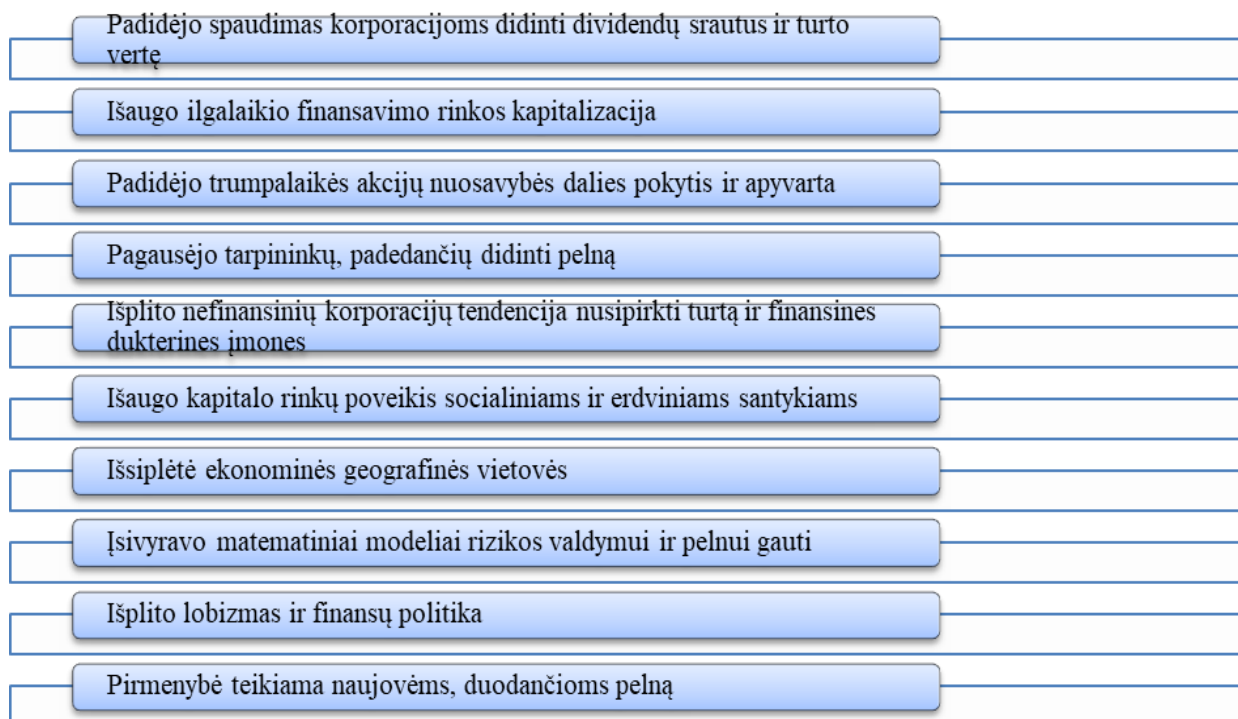 Padidėjo spaudimas korporacijoms didinti dividendų srautus ir turto
vertę
Išaugo ilgalaikio finansavimo rinkos kapitalizacija
Padidėjo trumpalaikės akcijų nuosavybės dalies pokytis ir apyvarta
Pagausėjo tarpininkų, padedančių didinti pelną
Išplito nefinansinių korporacijų tendencija nusipirkti turtą ir finansines
dukterines įmones
Išaugo kapitalo rinkų poveikis socialiniams ir erdviniams santykiams
Išsiplėtė ekonominės geografinės vietovės
Įsivyravo matematiniai modeliai rizikos valdymui ir pelnui gauti
Išplito lobizmas ir finansų politika
Pirmenybė teikiama naujovėms, duodančioms pelną